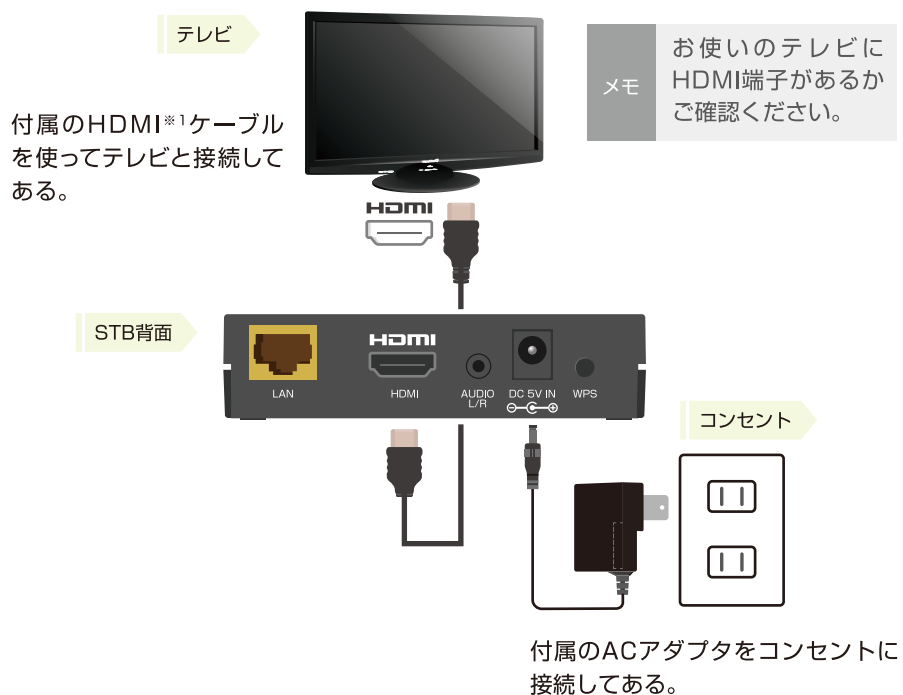 テレビ
付属のHDMI※1ケーブル
を使ってテレビと接続して
ある。
メモ
お使いのテレビに
HDMI端子があるか
ご確認ください。
HDMI
STB背面
HDMI
LAN
HDMI
AUDIO
L/R
DC 5V IN
WPS
コンセント
付属のACアダプタをコンセントに
接続してある。